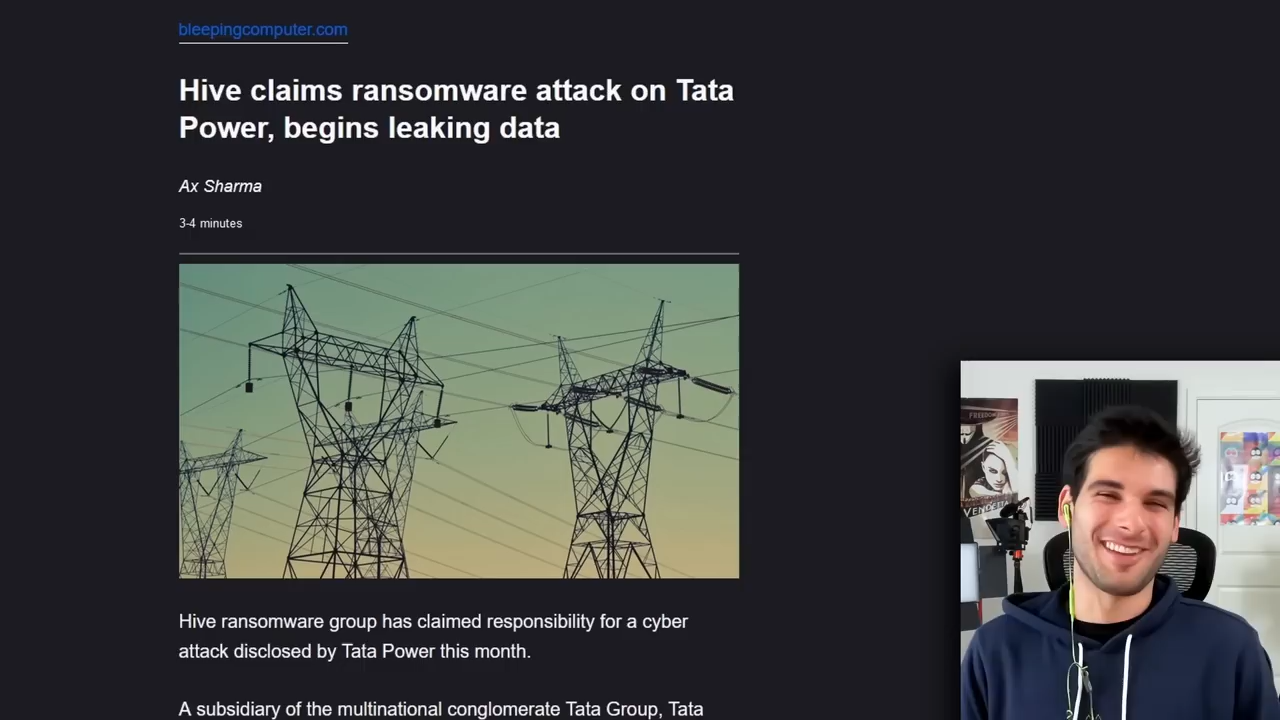 bleepingcomputer.com
Hive claims ransomware attack on Tata
Power, begins leaking data
Ax Sharma
3-4 minutes
Hive ransomware group has claimed responsibility for a cyber
attack disclosed by Tata Power this month.
A subsidiary of the multinational conglomerate Tata Group, Tata
FREEDOM
VENDETTA